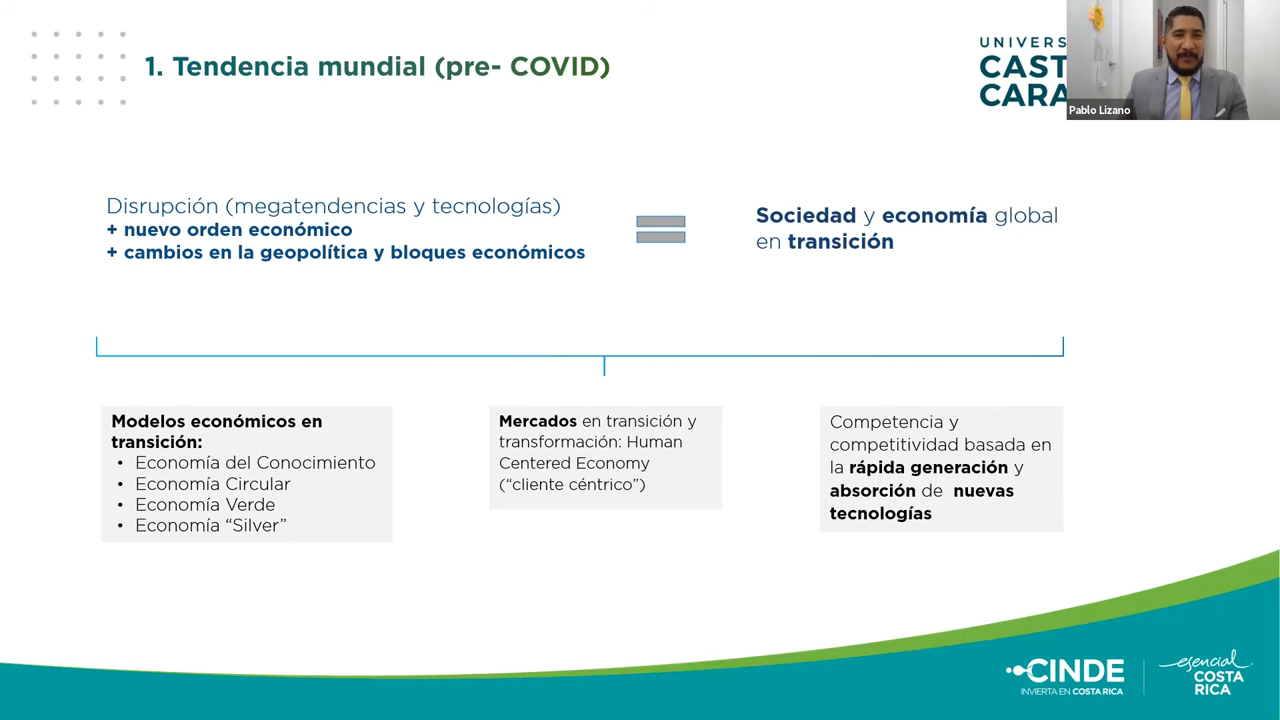 1. Tendencia mundial (pre- COVID)
UNIVERS
CAST
CARA
Pablo Lizano
Disrupción (megatendencias y tecnologías)
+ nuevo orden económico
+ cambios en la geopolítica y bloques económicos
Sociedad y economía global
en transición
Modelos económicos en
transición:
• Economía del Conocimiento
• Economía Circular
• Economía Verde
• Economía “Silver”
Mercados en transición y
transformación: Human
Centered Economy
(“cliente céntrico”)
Competencia y
competitividad basada en
la rápida generación y
absorción de nuevas
tecnologías
CINDE
INVIERTA EN COSTA RICA
esencial
COSTA
RICA